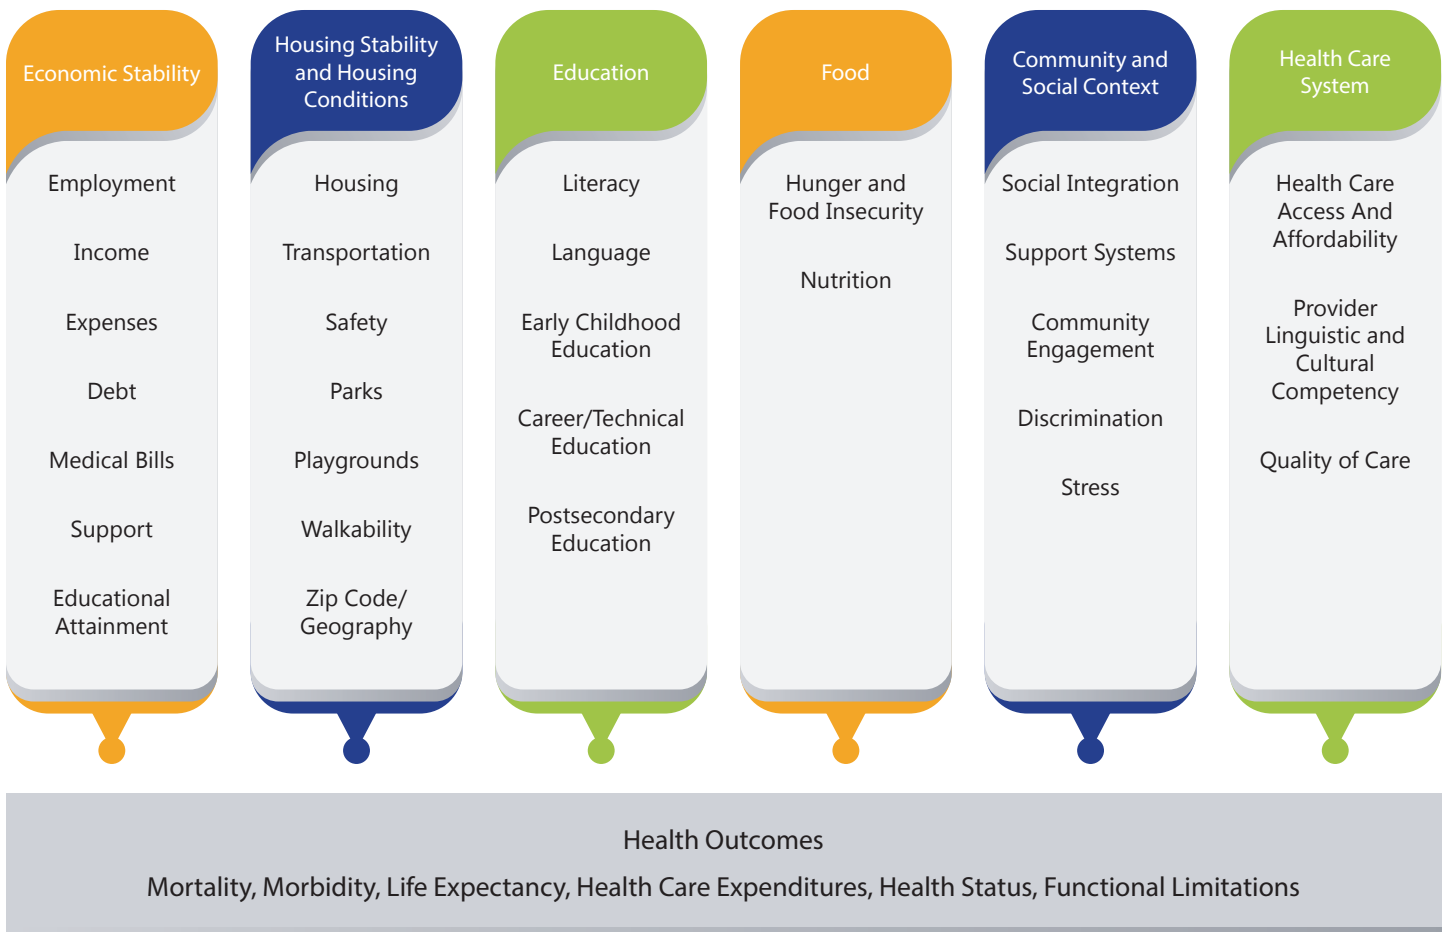 Economic Stability
Employment
Income
Expenses
Debt
Medical Bills
Support
Educational
Attainment
Housing Stability
and Housing
Conditions
Housing
Transportation
Safety
Parks
Playgrounds
Walkability
Zip Code/
Geography
Education
Literacy
Language
Early Childhood
Education
Career/Technical
Education
Postsecondary
Education
Food
Hunger and
Food Insecurity
Nutrition
Community and
Social Context
Social Integration
Support Systems
Community
Engagement
Discrimination
Stress
Health Care
System
Health Care
Access And
Affordability
Provider
Linguistic and
Cultural
Competency
Quality of Care
Health Outcomes
Mortality, Morbidity, Life Expectancy, Health Care Expenditures, Health Status, Functional Limitations